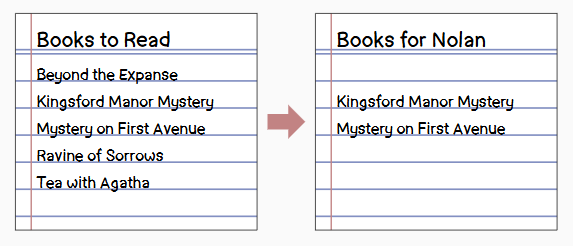 Books to Read
Beyond the Expanse
Kingsford Manor Mystery
Mystery on First Avenue
Ravine of Sorrows
Tea with Agatha
Books for Nolan
Kingsford Manor Mystery
Mystery on First Avenue